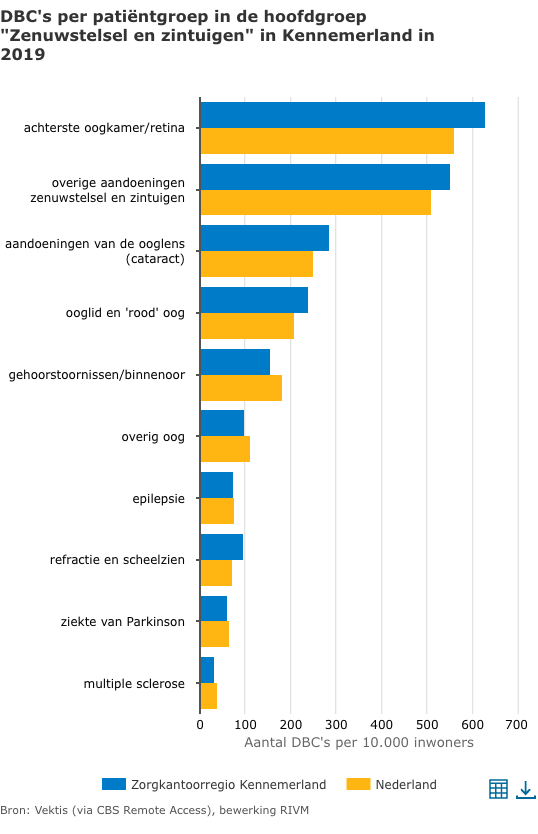 DBC's per patiëntgroep in de hoofdgroep
"Zenuwstelsel en zintuigen" in Kennemerland in
2019
achterste oogkamer/retina
overige aandoeningen
zenuwstelsel en zintuigen
aandoeningen van de ooglens
(cataract)
ooglid en 'rood' oog
gehoorstoornissen/binnenoor
overig oog
epilepsie
refractie en scheelzien
ziekte van Parkinson
multiple sclerose
0 100 200 300 400 500 600 700
Aantal DBC's per 10.000 inwoners
Zorgkantoorregio Kennemerland Nederland
Bron: Vektis (via CBS Remote Access), bewerking RIVM